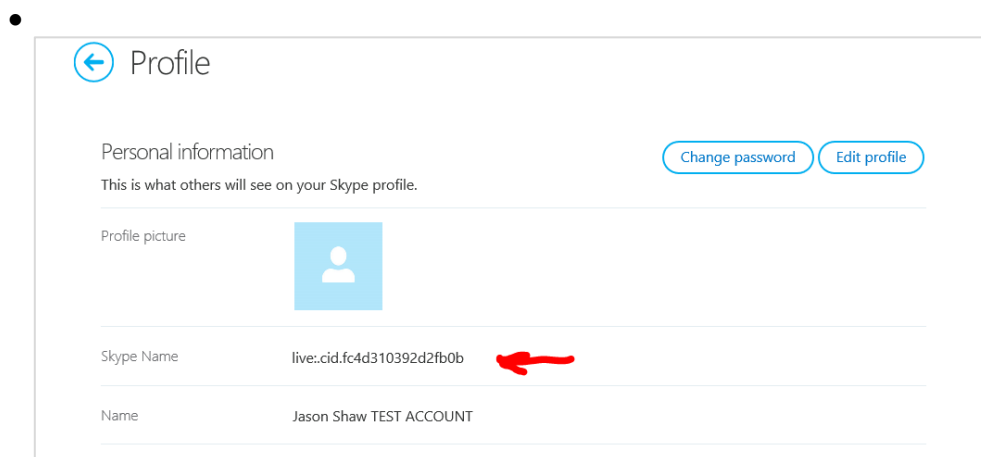 Profile
Personal information
Change password
Edit profile
This is what others will see on your Skype profile.
Profile picture
Skype Name
live:.cid.fc4d310392d2fb0b
Name
Jason Shaw TEST ACCOUNT